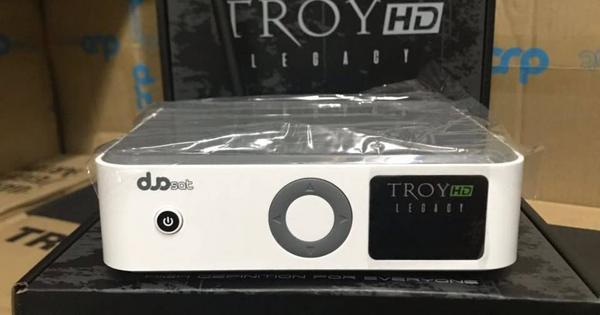 TROY HD
LEGACY
duosat
TROY HD
LEGACY
HIGH DEFINITION FOR EVERYONE